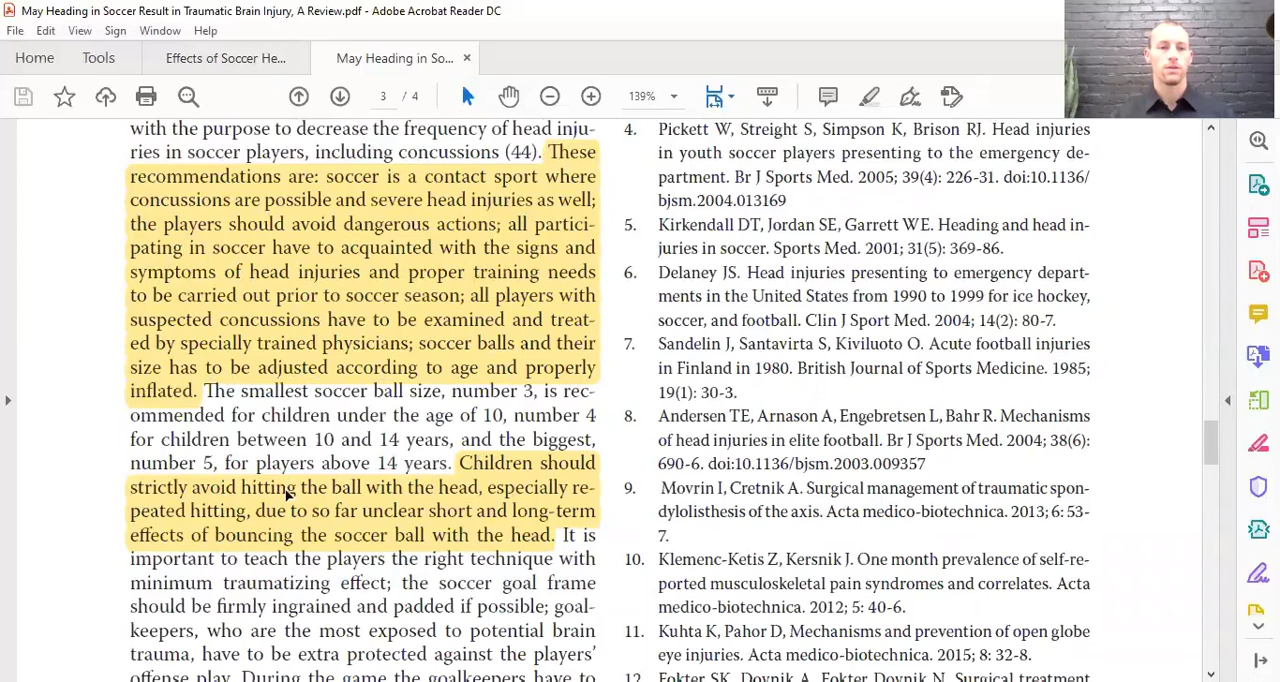 May Heading in Soccer Result in Traumatic Brain Injury, A Review.pdf - Adobe Acrobat Reader DC
File Edit View Sign Window Help
Home Tools Effects of Soccer He... May Heading in So... ×
3 / 4 139%
with the purpose to decrease the frequency of head inju-
ries in soccer players, including concussions (44). These
recommendations are: soccer is a contact sport where
concussions are possible and severe head injuries as well;
the players should avoid dangerous actions; all partici-
pating in soccer have to acquainted with the signs and
symptoms of head injuries and proper training needs
to be carried out prior to soccer season; all players with
suspected concussions have to be examined and treat-
ed by specially trained physicians; soccer balls and their
size has to be adjusted according to age and properly
inflated. The smallest soccer ball size, number 3, is rec-
ommended for children under the age of 10, number 4
for children between 10 and 14 years, and the biggest,
number 5, for players above 14 years. Children should
strictly avoid hitting the ball with the head, especially re-
peated hitting, due to so far unclear short and long-term
effects of bouncing the soccer ball with the head. It is
important to teach the players the right technique with
minimum traumatizing effect; the soccer goal frame
should be firmly ingrained and padded if possible; goal-
keepers, who are the most exposed to potential brain
trauma, have to be extra protected against the players'
offense play. During the game the goalkeepers have to
4. Pickett W, Streight S, Simpson K, Brison RJ. Head injuries
in youth soccer players presenting to the emergency de-
partment. Br J Sports Med. 2005; 39(4): 226-31. doi:10.1136/
bjsm.2004.013169
5. Kirkendall DT, Jordan SE, Garrett WE. Heading and head in-
juries in soccer. Sports Med. 2001; 31(5): 369-86.
6. Delaney JS. Head injuries presenting to emergency depart-
ments in the United States from 1990 to 1999 for ice hockey,
soccer, and football. Clin J Sport Med. 2004; 14(2): 80-7.
7. Sandelin J, Santavirta S, Kiviluoto O. Acute football injuries
in Finland in 1980. British Journal of Sports Medicine. 1985;
19(1): 30-3.
8. Andersen TE, Arnason A, Engebretsen L, Bahr R. Mechanisms
of head injuries in elite football. Br J Sports Med. 2004; 38(6):
690-6. doi:10.1136/bjsm.2003.009357
9. Movrin I, Cretnik A. Surgical management of traumatic spon-
dylolisthesis of the axis. Acta medico-biotechnica. 2013; 6: 53-
7.
10. Klemenc-Ketis Z, Kersnik J. One month prevalence of self-re-
ported musculoskeletal pain syndromes and correlates. Acta
medico-biotechnica. 2012; 5: 40-6.
11. Kuhta K, Pahor D, Mechanisms and prevention of open globe
eye injuries. Acta medico-biotechnica. 2015; 8: 32-8.
12. Fokter SK, Dovnik A, Fokter Dovnik N. Surgical treatment